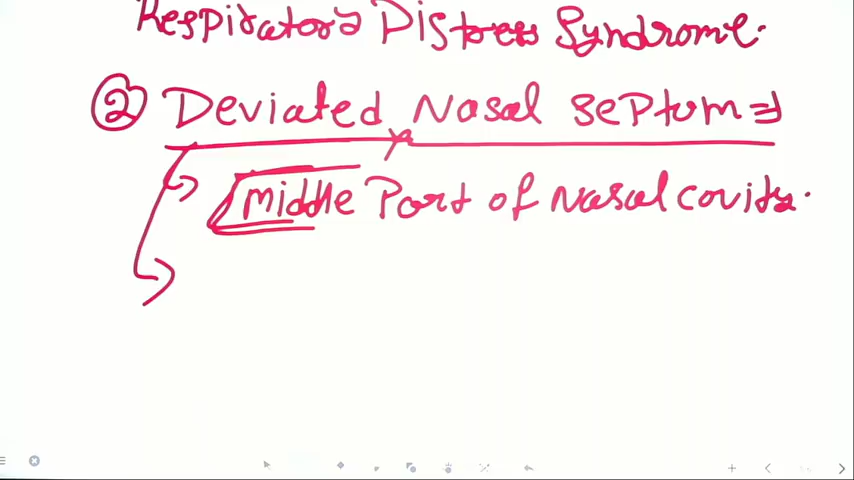 Respiratory Distress Syndrome.
② Deviated Nasal Septum ⇒
Middle Part of Nasal cavity.